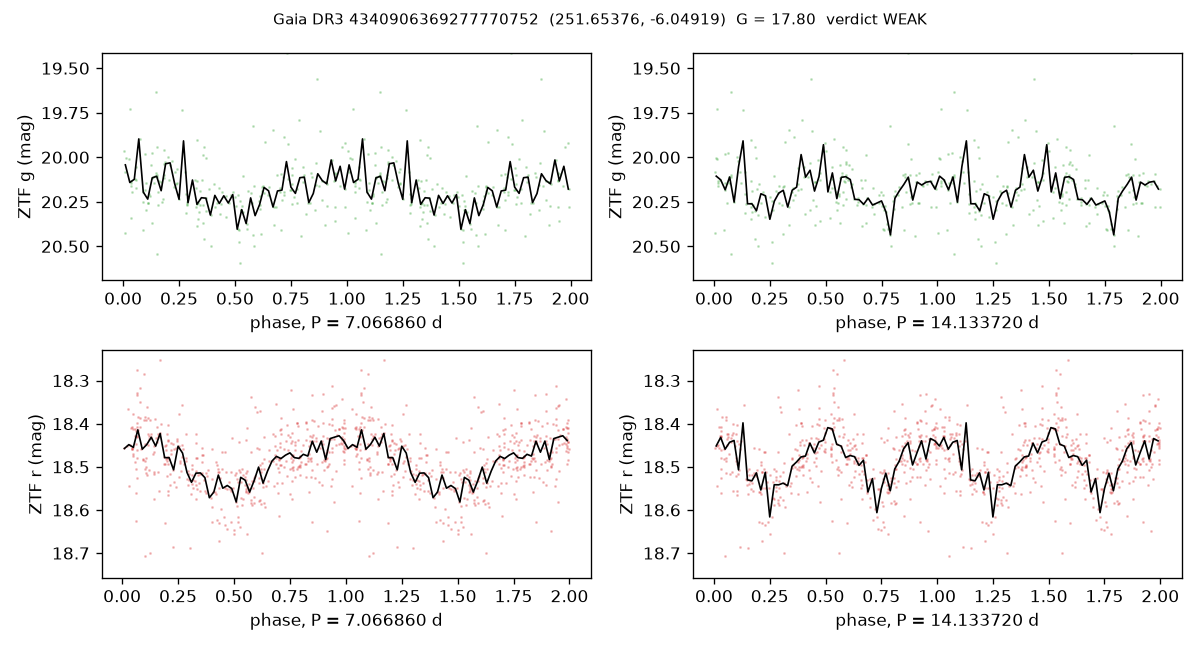 Gaia DR3 4340906369277770752  (251.65376, -6.04919)  G = 17.80  verdict WEAK
19.50
19.75
20.00
20.25
20.50
ZTF g (mag)
0.00 0.25 0.50 0.75 1.00 1.25 1.50 1.75 2.00
phase, P = 7.066860 d
19.50
19.75
20.00
20.25
20.50
ZTF g (mag)
0.00 0.25 0.50 0.75 1.00 1.25 1.50 1.75 2.00
phase, P = 14.133720 d
18.3
18.4
18.5
18.6
18.7
ZTF r (mag)
0.00 0.25 0.50 0.75 1.00 1.25 1.50 1.75 2.00
phase, P = 7.066860 d
18.3
18.4
18.5
18.6
18.7
ZTF r (mag)
0.00 0.25 0.50 0.75 1.00 1.25 1.50 1.75 2.00
phase, P = 14.133720 d